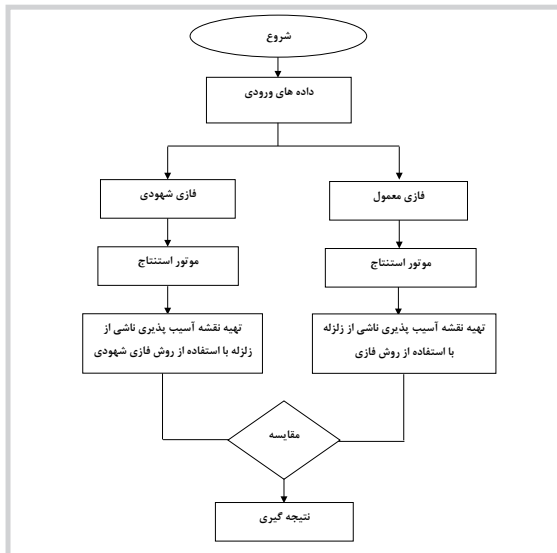 شروع
داده های ورودی
فازی معمول
فازی شهودی
موتور استنتاج
موتور استنتاج
تهیه نقشه آسیب پذیری ناشی از زلزله
با استفاده از روش فازی
تهیه نقشه آسیب پذیری ناشی از
زلزله با استفاده از روش فازی شهودی
مقایسه
نتیجه گیری